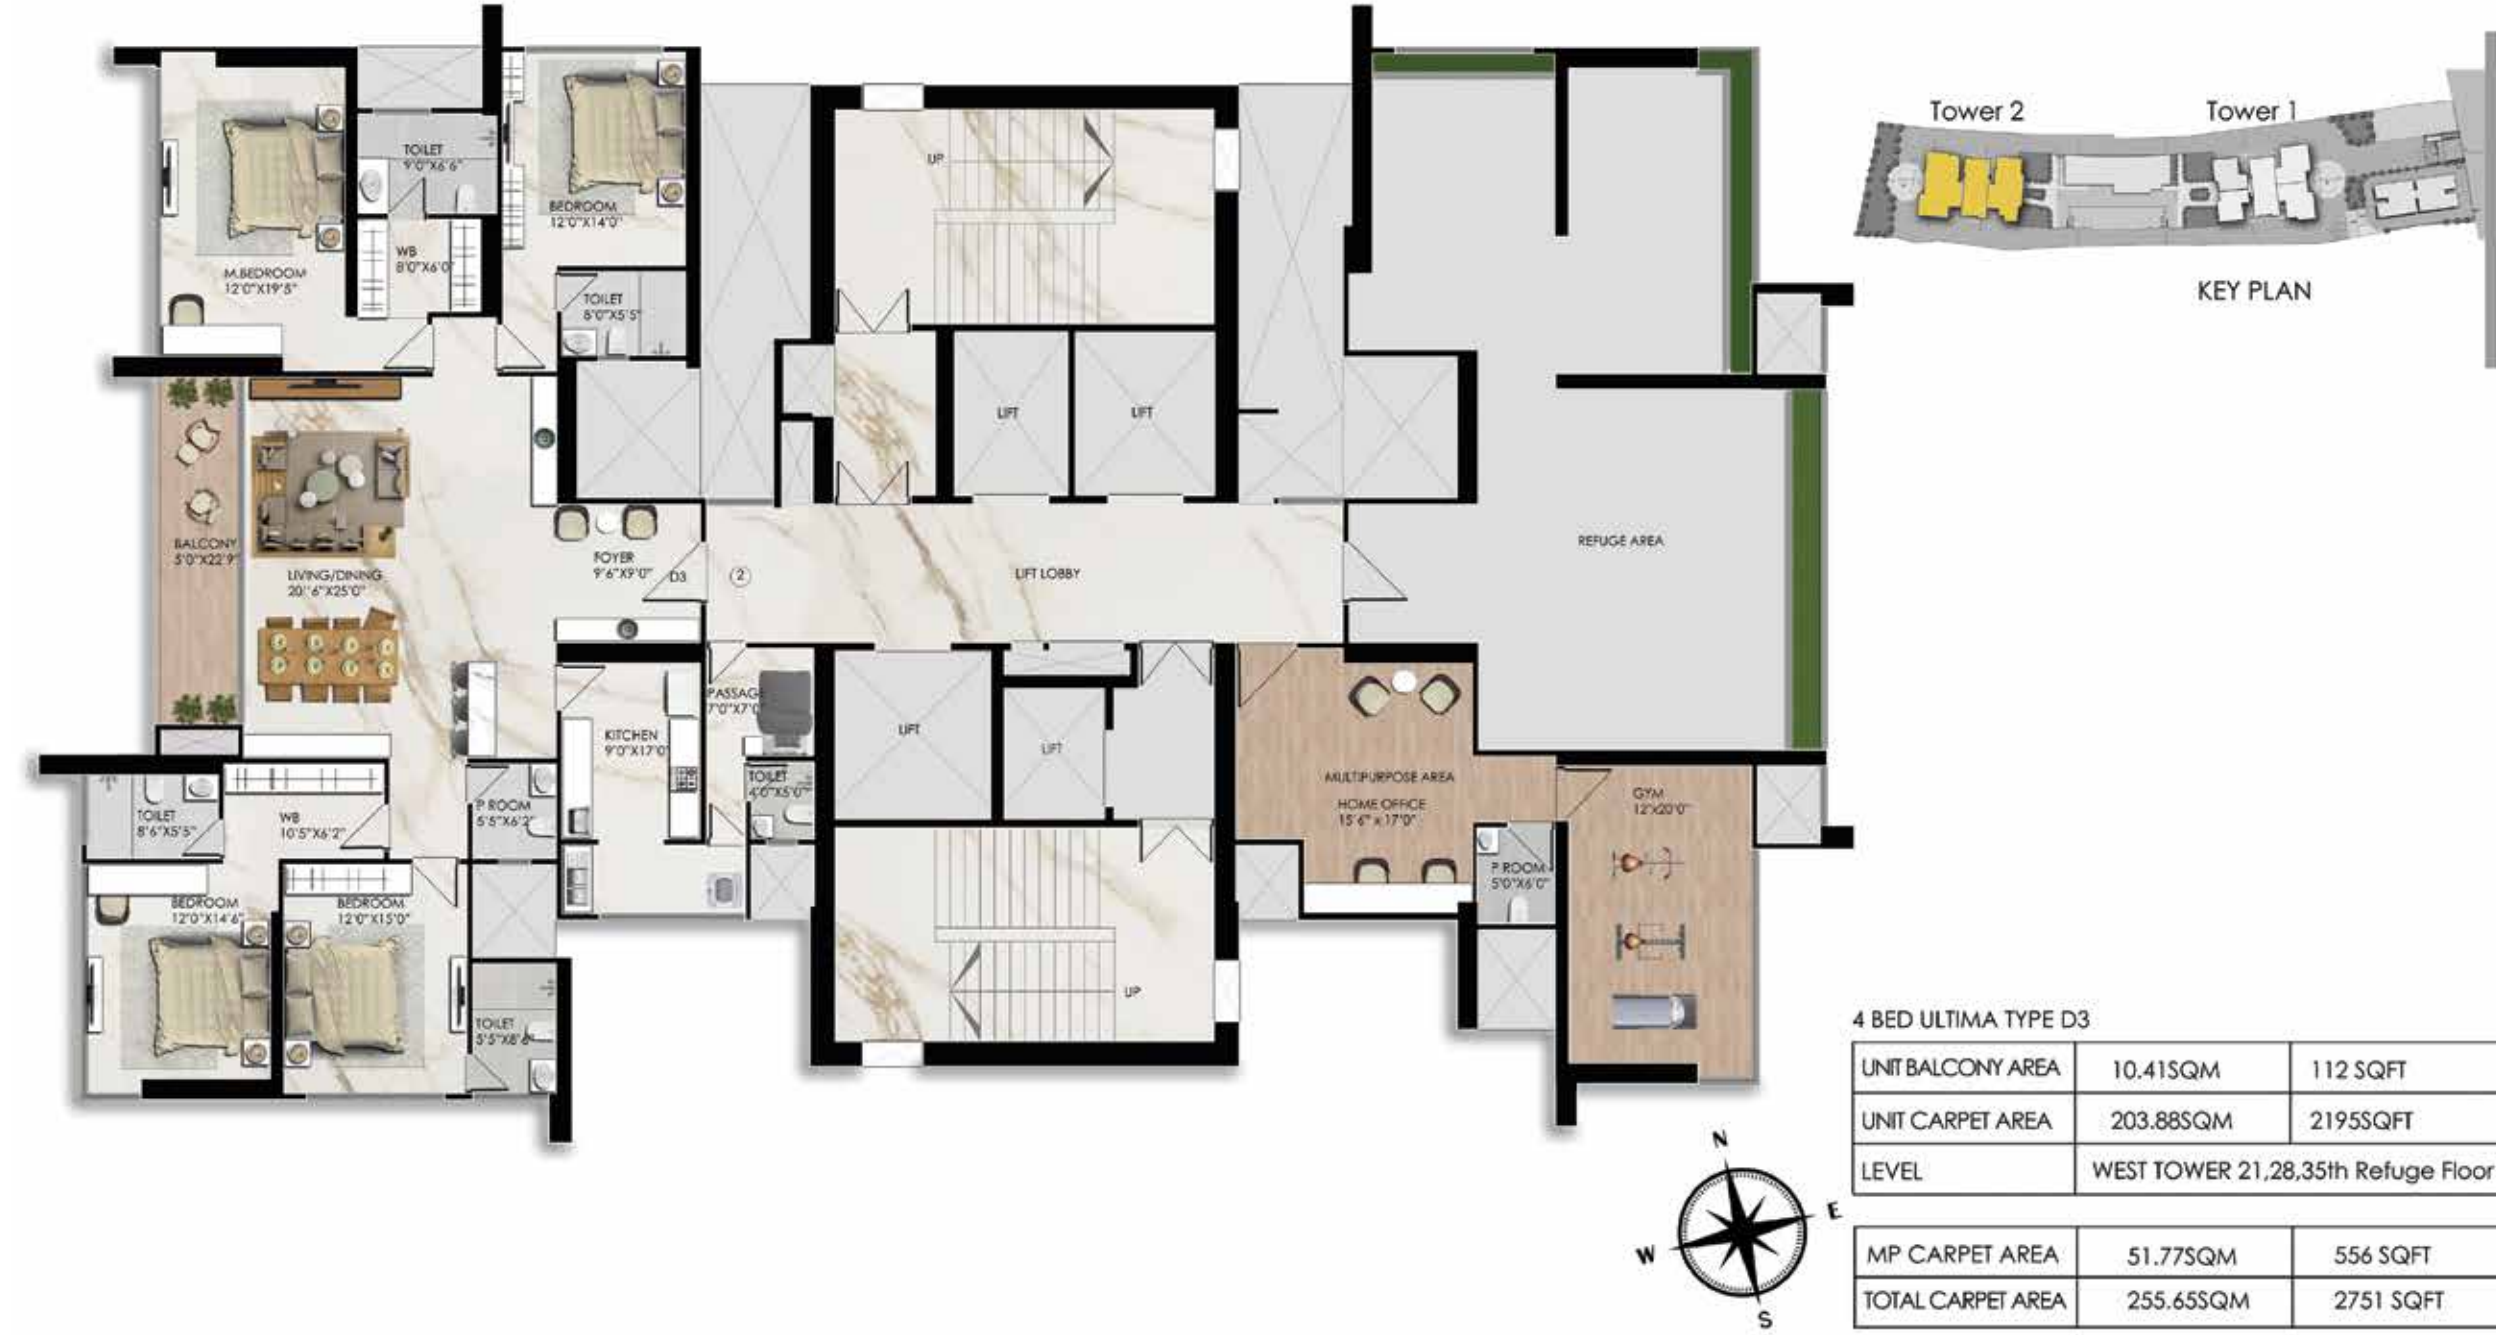 Tower 2
Tower 1
KEY PLAN
TOILET
9'0"X6'6"
BEDROOM
12'0"X14'0"
UP
WB
8'0"X6'0"
M.BEDROOM
12'0"X19'5"
TOILET
8'0"X5'5"
LIFT
LIFT
BALCONY
5'0"X22'9"
LIVING/DINING
20'6"X25'0"
FOYER
9'6"X9'0"
D3
2
LIFT LOBBY
REFUGE AREA
PASSAGE
7'0"X7'0"
KITCHEN
9'0"X17'0"
LIFT
LIFT
TOILET
4'0"X5'0"
MULTIPURPOSE AREA
HOME OFFICE
15'6" x 17'0"
GYM
12'x20'0"
TOILET
8'6"X5'5"
WB
10'5"X6'2"
P ROOM
5'5"X6'2"
P ROOM
5'0"X6'0"
BEDROOM
12'0"X14'6"
BEDROOM
12'0"X15'0"
TOILET
5'5"X8'6"
UP
N
E
W
S
4 BED ULTIMA TYPE D3
UNIT BALCONY AREA 10.41SQM 112 SQFT
UNIT CARPET AREA 203.88SQM 2195SQFT
LEVEL WEST TOWER 21,28,35th Refuge Floor
MP CARPET AREA 51.77SQM 556 SQFT
TOTAL CARPET AREA 255.65SQM 2751 SQFT